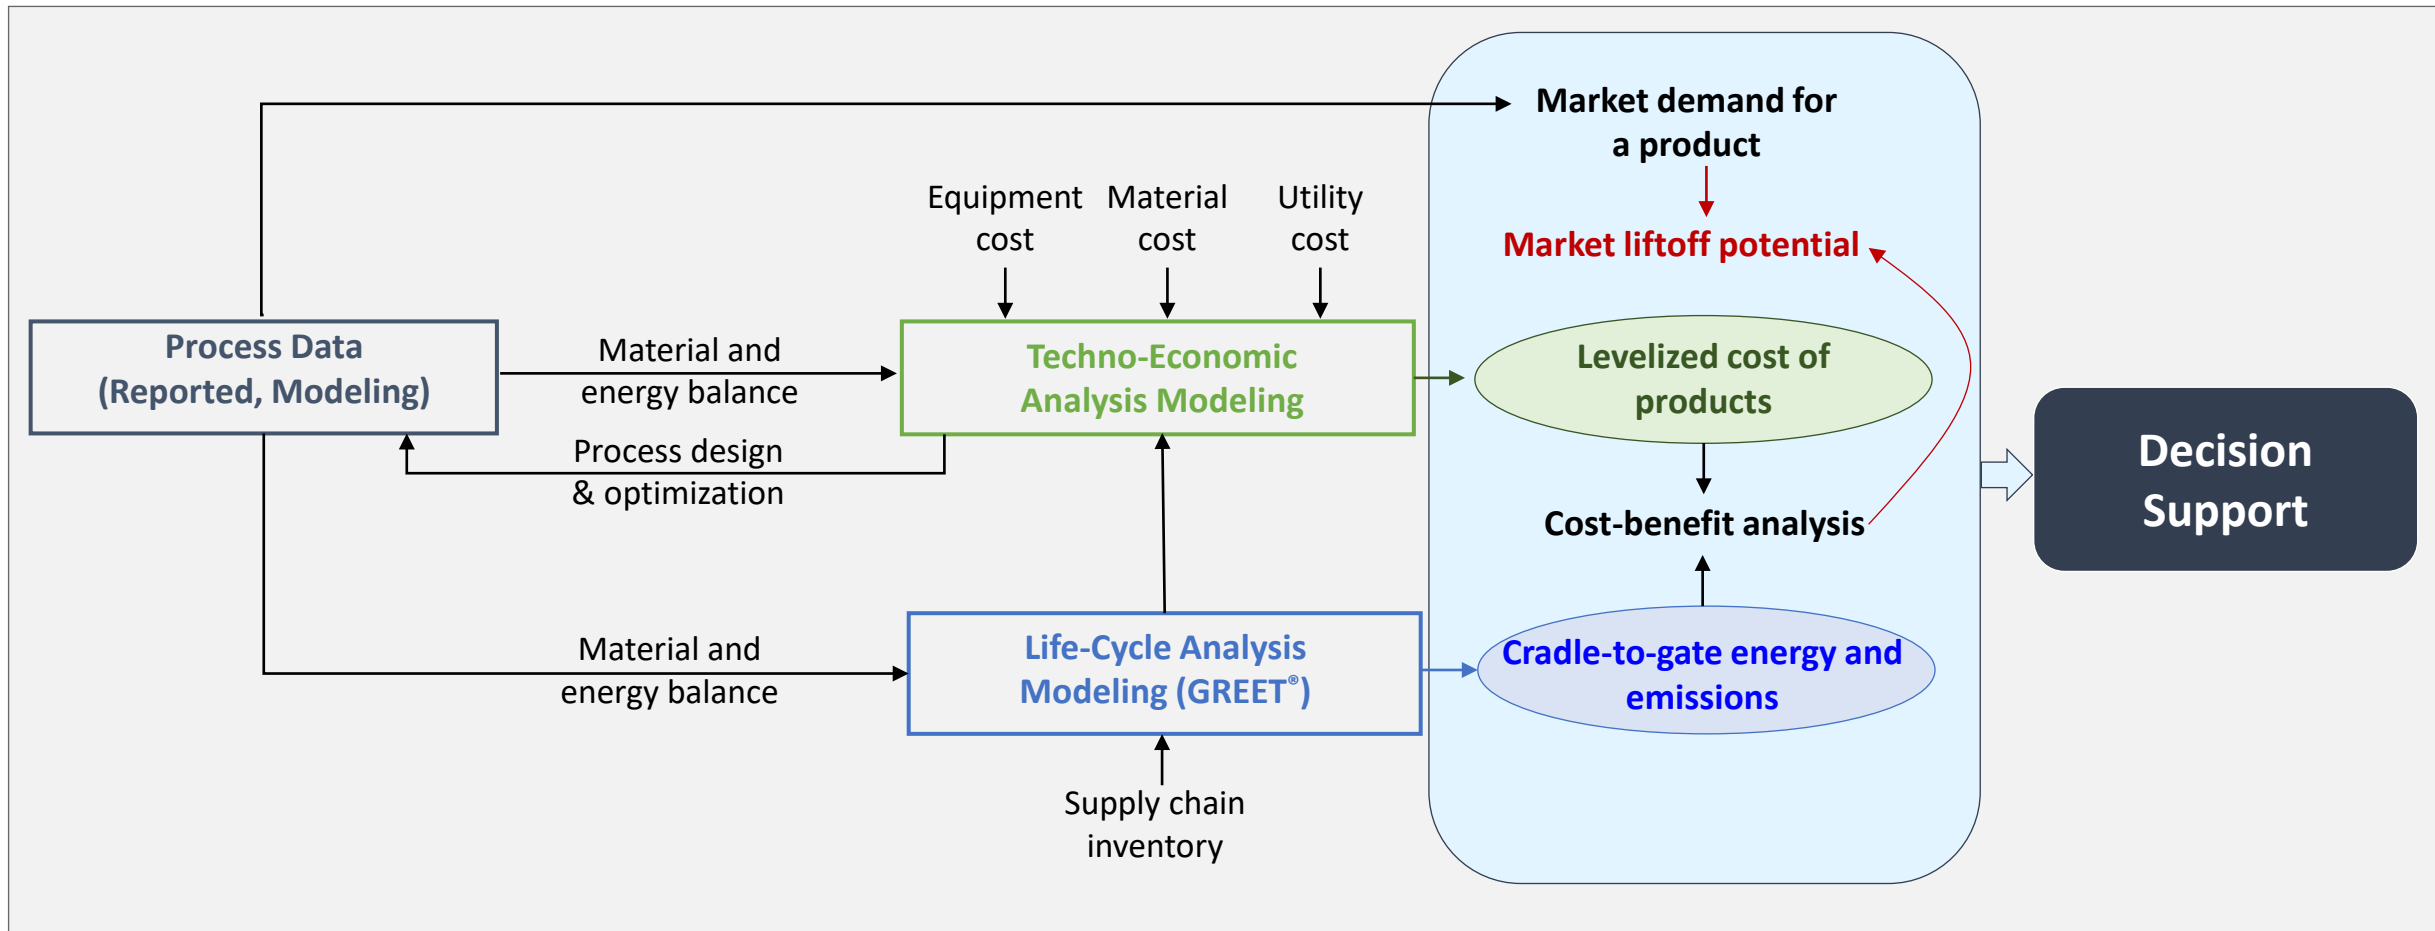 Market demand for
a product
Equipment
cost
Material
cost
Utility
cost
Market liftoff potential
Process Data
(Reported, Modeling)
Material and
energy balance
Techno-Economic
Analysis Modeling
Levelized cost of
products
Process design
& optimization
Cost-benefit analysis
Decision
Support
Material and
energy balance
Life-Cycle Analysis
Modeling (GREET®)
Cradle-to-gate energy and
emissions
Supply chain
inventory